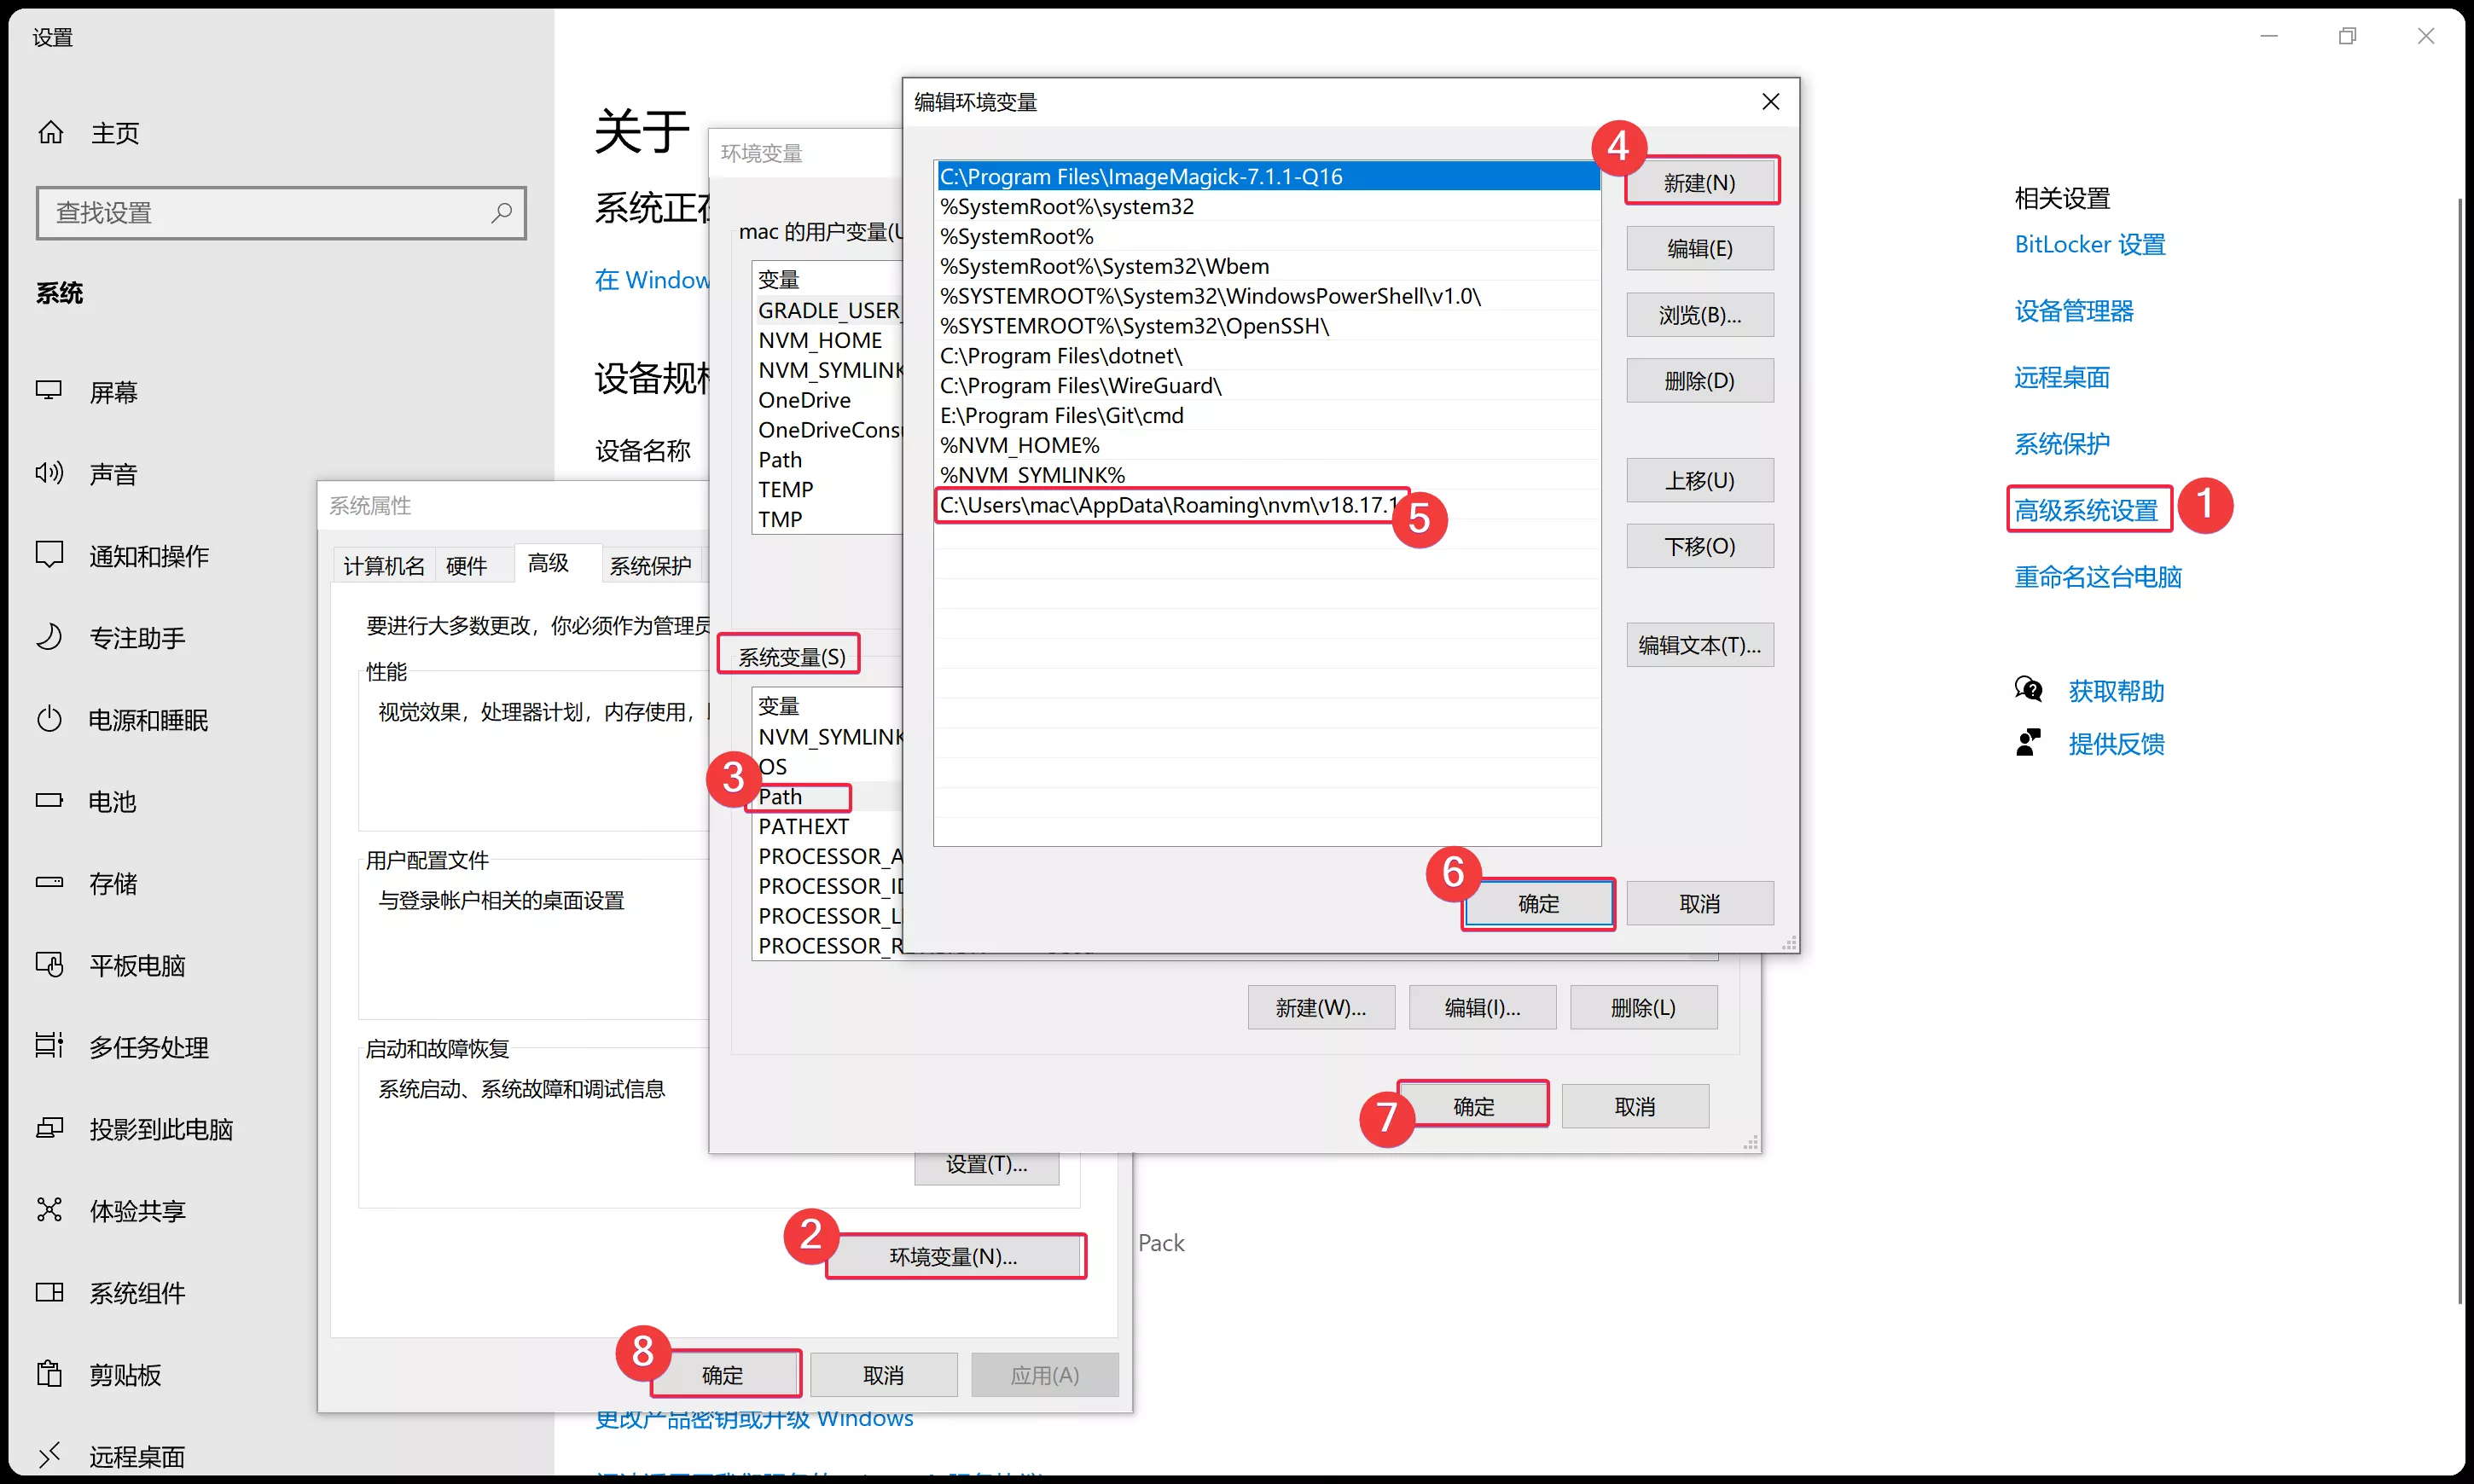 设置
主页
查找设置
系统
屏幕
声音
通知和操作
专注助手
电源和睡眠
电池
存储
平板电脑
多任务处理
投影到此电脑
体验共享
系统组件
剪贴板
远程桌面
关于
系统正在
在 Window
设备规格
设备名称
Pack
更改产品密钥或升级 Windows
系统属性
计算机名
硬件
高级
系统保护
要进行大多数更改，你必须作为管理员
性能
视觉效果，处理器计划，内存使用，
用户配置文件
与登录帐户相关的桌面设置
启动和故障恢复
系统启动、系统故障和调试信息
设置(T)...
2
环境变量(N)...
8
确定
取消
应用(A)
环境变量
mac 的用户变量(U
变量
GRADLE_USER_
NVM_HOME
NVM_SYMLINK
OneDrive
OneDriveConsu
Path
TEMP
TMP
系统变量(S)
变量
NVM_SYMLINK
OS
3
Path
PATHEXT
PROCESSOR_A
PROCESSOR_ID
PROCESSOR_L
PROCESSOR_R
新建(W)...
编辑(I)...
删除(L)
7
确定
取消
编辑环境变量
C:\Program Files\ImageMagick-7.1.1-Q16
%SystemRoot%\system32
%SystemRoot%
%SystemRoot%\System32\Wbem
%SYSTEMROOT%\System32\WindowsPowerShell\v1.0\
%SYSTEMROOT%\System32\OpenSSH\
C:\Program Files\dotnet\
C:\Program Files\WireGuard\
E:\Program Files\Git\cmd
%NVM_HOME%
%NVM_SYMLINK%
C:\Users\mac\AppData\Roaming\nvm\v18.17.1
5
4
新建(N)
编辑(E)
浏览(B)...
删除(D)
上移(U)
下移(O)
编辑文本(T)...
6
确定
取消
相关设置
BitLocker 设置
设备管理器
远程桌面
系统保护
高级系统设置
1
重命名这台电脑
获取帮助
提供反馈